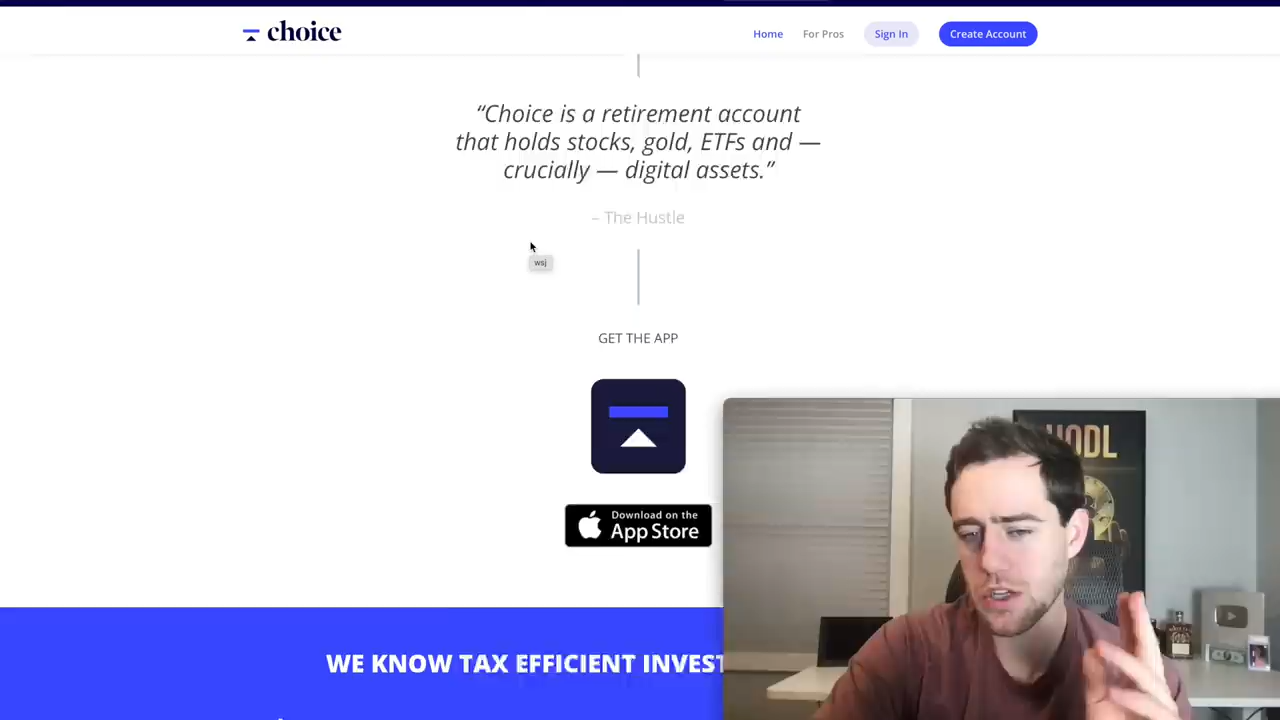 choice
Home
For Pros
Sign In
Create Account
“Choice is a retirement account
that holds stocks, gold, ETFs and —
crucially — digital assets.”
– The Hustle
wsj
GET THE APP
Download on the
App Store
HODL
WE KNOW TAX EFFICIENT INVEST